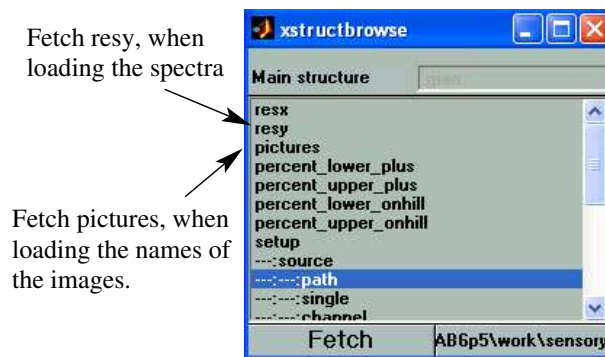 Fetch resy, when
loading the spectra
Fetch pictures, when
loading the names of
the images.
xstructbrowse
Main structure
resx
resy
pictures
percent_lower_plus
percent_upper_plus
percent_lower_onhill
percent_upper_onhill
setup
---:source
---:---:path
---:---:single
---:---:channel
Fetch
AB6p5\work\sensory